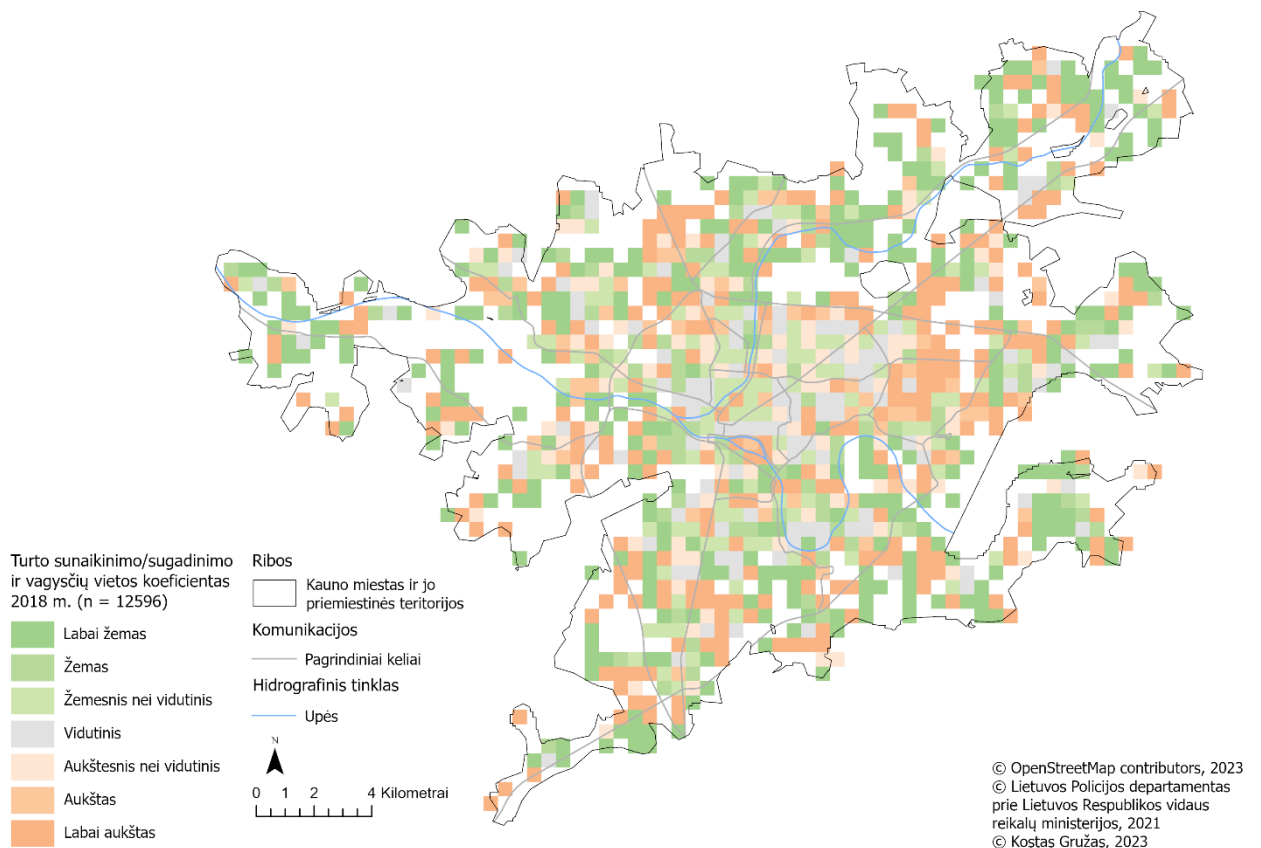 Turto sunaikinimo/sugadinimo
ir vagysčių vietos koeficientas
2018 m. (n = 12596)
Labai žemas
Žemas
Žemesnis nei vidutinis
Vidutinis
Aukštesnis nei vidutinis
Aukštas
Labai aukštas
Ribos
Kauno miestas ir jo
priemiestinės teritorijos
Komunikacijos
Pagrindiniai keliai
Hidrografinis tinklas
Upės
N
0 1 2 4 Kilometrai
© OpenStreetMap contributors, 2023
© Lietuvos Policijos departamentas
prie Lietuvos Respublikos vidaus
reikalų ministerijos, 2021
© Kostas Gružas, 2023